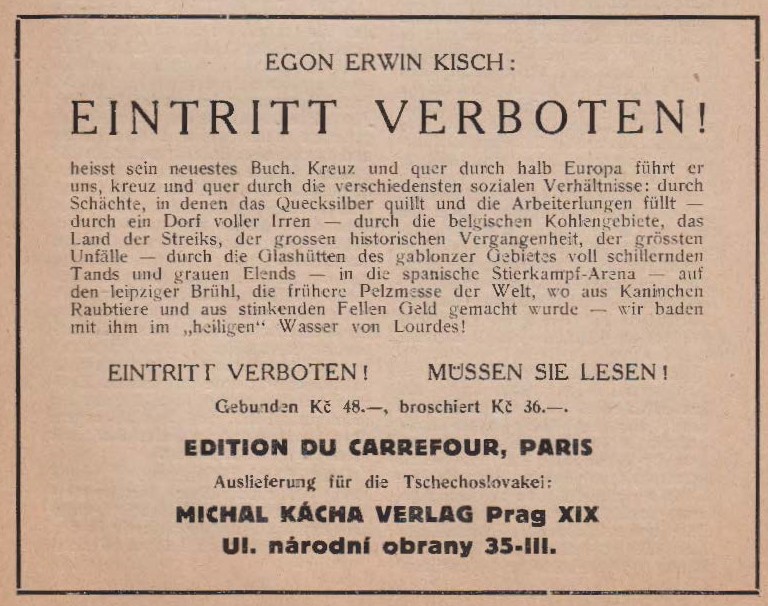 EGON ERWIN KISCH:
EINTRITT VERBOTEN!
heisst sein neuestes Buch. Kreuz und quer durch halb Europa führt er
uns, kreuz und quer durch die verschiedensten sozialen Verhältnisse: durch
Schächte, in denen das Quecksilber quillt und die Arbeiterlungen füllt —
durch ein Dorf voller Irren — durch die belgischen Kohlengebiete, das
Land der Streiks, der grossen historischen Vergangenheit, der grössten
Unfälle — durch die Glashütten des gablonzer Gebietes voll schillernden
Tands und grauen Elends — in die spanische Stierkampf-Arena — auf
den leipziger Brühl, die frühere Pelzmesse der Welt, wo aus Kaninchen
Raubtiere und aus stinkenden Fellen Geld gemacht wurde — wir baden
mit ihm im „heiligen“ Wasser von Lourdes!
EINTRITT VERBOTEN! MÜSSEN SIE LESEN!
Gebunden Kč 48.—, broschiert Kč 36.—.
EDITION DU CARREFOUR, PARIS
Auslieferung für die Tschechoslovakei:
MICHAL KÁCHA VERLAG Prag XIX
Ul. národní obrany 35-III.